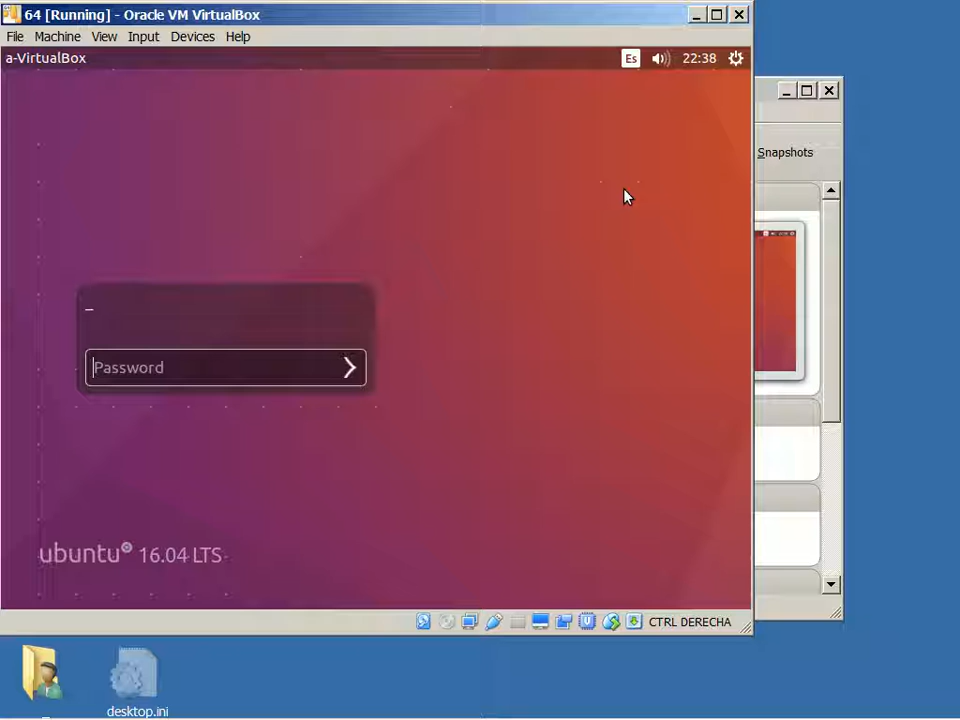 64 [Running] - Oracle VM VirtualBox
File Machine View Input Devices Help
a-VirtualBox Es 22:38
Snapshots
_
Password
ubuntu® 16.04 LTS
CTRL DERECHA
desktop.ini